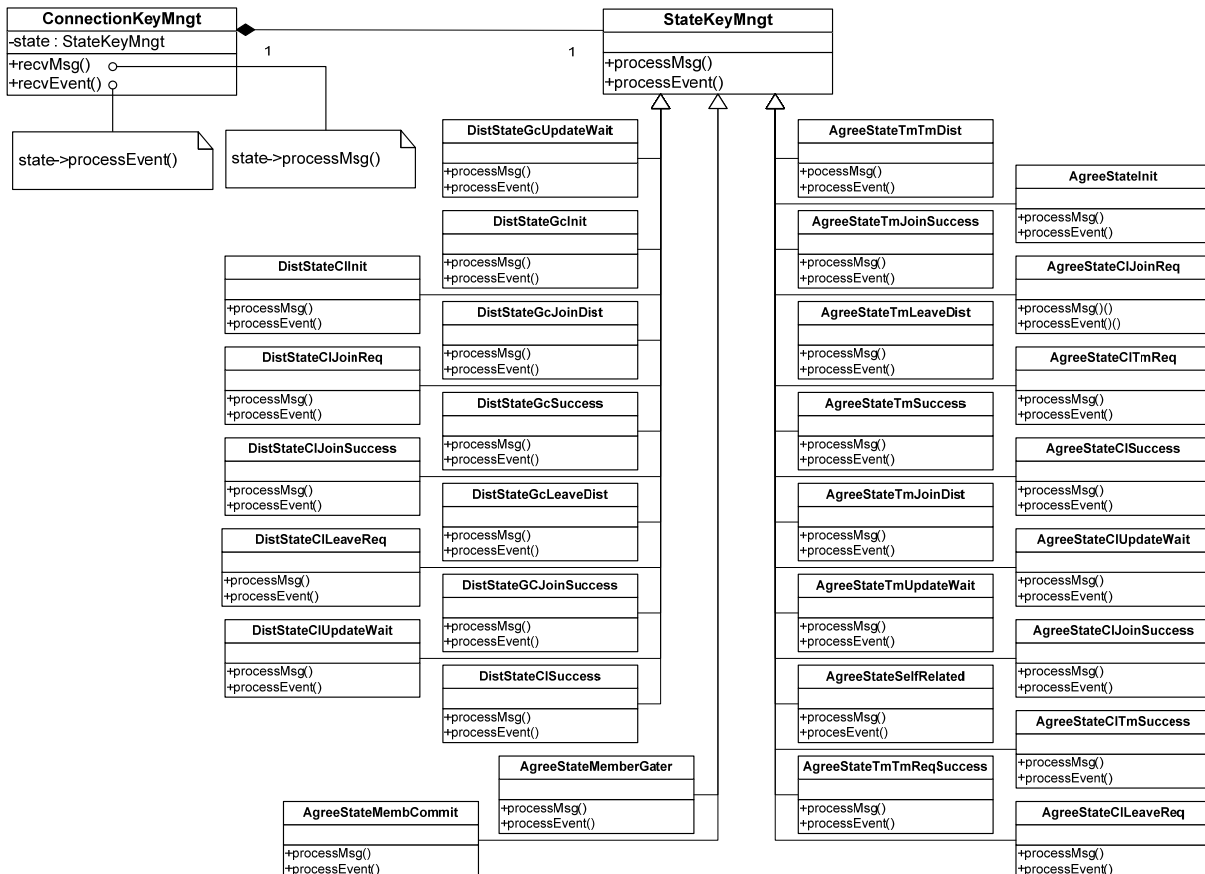 ConnectionKeyMngt
-state : StateKeyMngt
+recvMsg()
+recvEvent()
1
1
StateKeyMngt
+processMsg()
+processEvent()
state->processEvent()
state->processMsg()
DistStateGcUpdateWait
+processMsg()
+processEvent()
DistStateGcInit
+processMsg()
+processEvent()
DistStateClInit
+processMsg()
+processEvent()
DistStateGcJoinDist
+processMsg()
+processEvent()
DistStateClJoinReq
+processMsg()
+processEvent()
DistStateGcSuccess
+processMsg()
+processEvent()
DistStateClJoinSuccess
+processMsg()
+processEvent()
DistStateGcLeaveDist
+processMsg()
+processEvent()
DistStateClLeaveReq
+processMsg()
+processEvent()
DistStateGCJoinSuccess
+processMsg()
+processEvent()
DistStateClUpdateWait
+processMsg()
+processEvent()
DistStateClSuccess
+processMsg()
+processEvent()
AgreeStateMemberGater
+processMsg()
+processEvent()
AgreeStateMembCommit
+processMsg()
+processEvent()
AgreeStateTmTmDist
+pocessMsg()
+processEvent()
AgreeStateInit
+processMsg()
+processEvent()
AgreeStateTmJoinSuccess
+processMsg()
+processEvent()
AgreeStateClJoinReq
+processMsg()()
+processEvent()()
AgreeStateTmLeaveDist
+processMsg()
+processEvent()
AgreeStateClTmReq
+processMsg()
+processEvent()
AgreeStateTmSuccess
+processMsg()
+processEvent()
AgreeStateClSuccess
+processMsg()
+processEvent()
AgreeStateTmJoinDist
+processMsg()
+processEvent()
AgreeStateClUpdateWait
+processMsg()
+processEvent()
AgreeStateTmUpdateWait
+processMsg()
+processEvent()
AgreeStateClJoinSuccess
+processMsg()
+processEvent()
AgreeStateSelfRelated
+processMsg()
+procesEvent()
AgreeStateClTmSuccess
+processMsg()
+processEvent()
AgreeStateTmTmReqSuccess
+processMsg()
+processEvent()
AgreeStateClLeaveReq
+processMsg()
+processEvent()